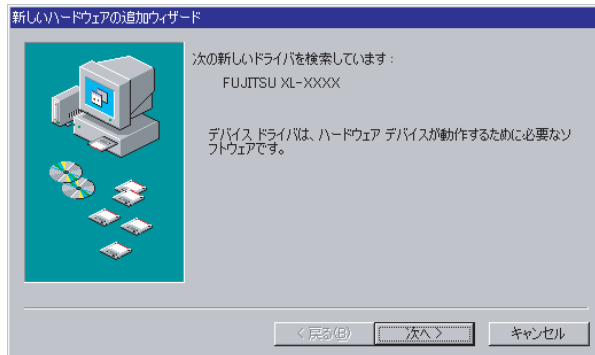 新しいハードウェアの追加ウィザード
次の新しいドライバを検索しています：
FUJITSU XL-XXXX
デバイス ドライバは、ハードウェア デバイスが動作するために必要なソ
フトウェアです。
< 戻る(B)
次へ >
キャンセル